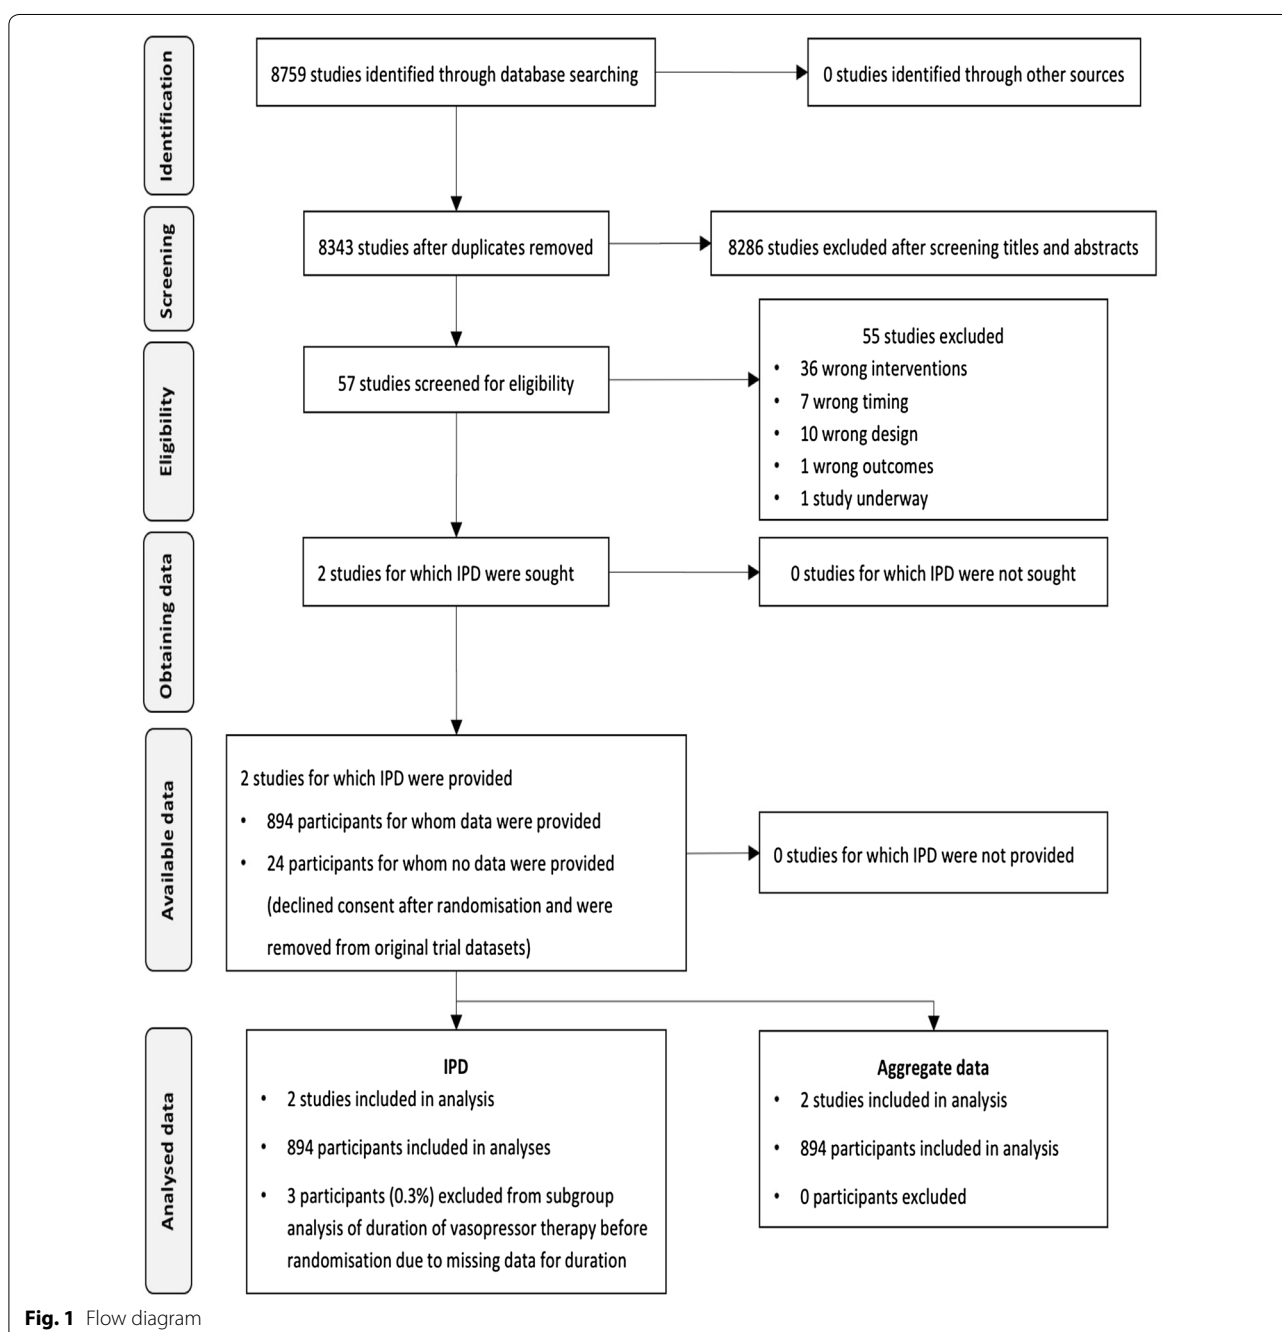 Identification
8759 studies identified through database searching
0 studies identified through other sources
Screening
8343 studies after duplicates removed
8286 studies excluded after screening titles and abstracts
Eligibility
57 studies screened for eligibility
55 studies excluded
• 36 wrong interventions
• 7 wrong timing
• 10 wrong design
• 1 wrong outcomes
• 1 study underway
Obtaining data
2 studies for which IPD were sought
0 studies for which IPD were not sought
Available data
2 studies for which IPD were provided
• 894 participants for whom data were provided
• 24 participants for whom no data were provided
(declined consent after randomisation and were
removed from original trial datasets)
0 studies for which IPD were not provided
Analysed data
IPD
• 2 studies included in analysis
• 894 participants included in analyses
• 3 participants (0.3%) excluded from subgroup
analysis of duration of vasopressor therapy before
randomisation due to missing data for duration
Aggregate data
• 2 studies included in analysis
• 894 participants included in analysis
• 0 participants excluded
Fig. 1 Flow diagram